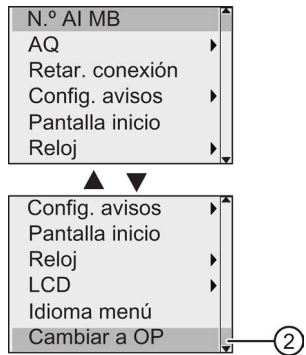 N.º AI MB
AQ
Retar. conexión
Config. avisos
Pantalla inicio
Reloj
Config. avisos
Pantalla inicio
Reloj
LCD
Idioma menú
Cambiar a OP
2